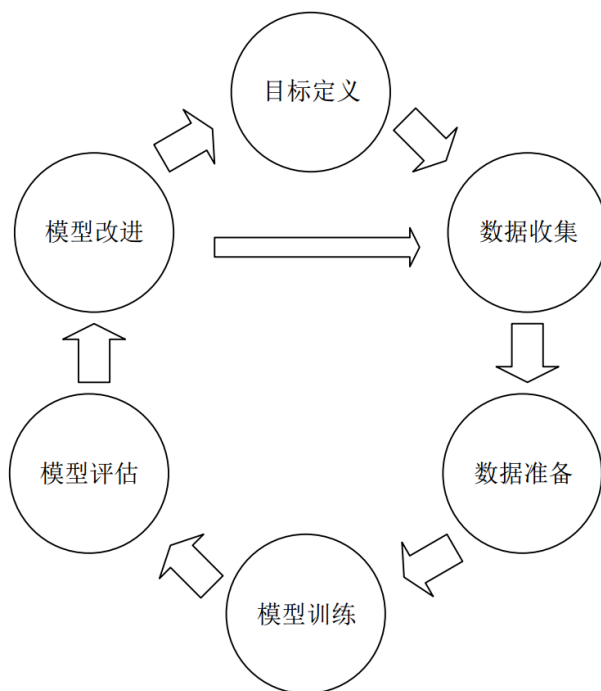 目标定义
模型改进
数据收集
模型评估
数据准备
模型训练